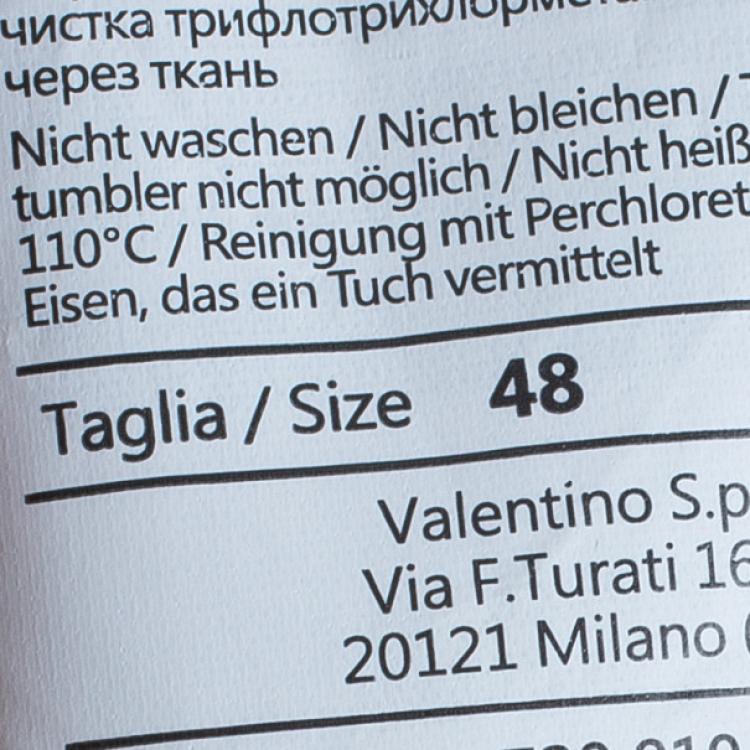 чистка
через ткань
Nicht waschen / Nicht bleichen /
tumbler nicht möglich / Nicht heiß
110°C / Reinigung mit Perchloret
Eisen, das ein Tuch vermittelt
Taglia / Size 48
Valentino S.p
Via F.Turati 16
20121 Milano